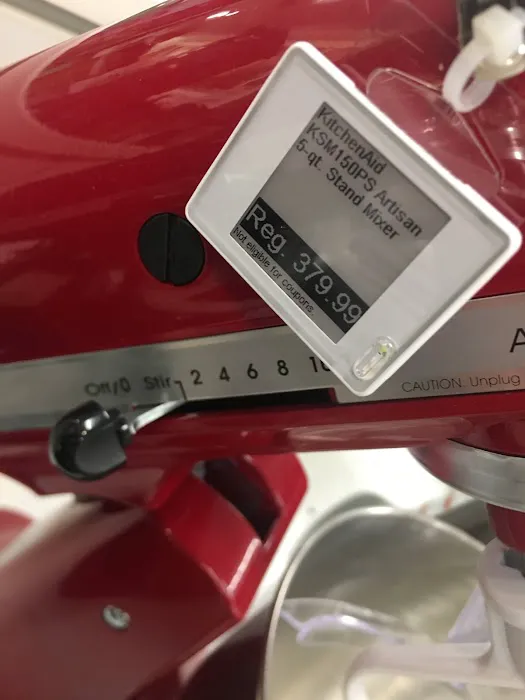 KitchenAid
KSM150PS Artisan
5-qt. Stand Mixer
Reg. 379.99
Not eligible for coupons
Off/0 Stir 2 4 6 8
CAUTION. Unplug